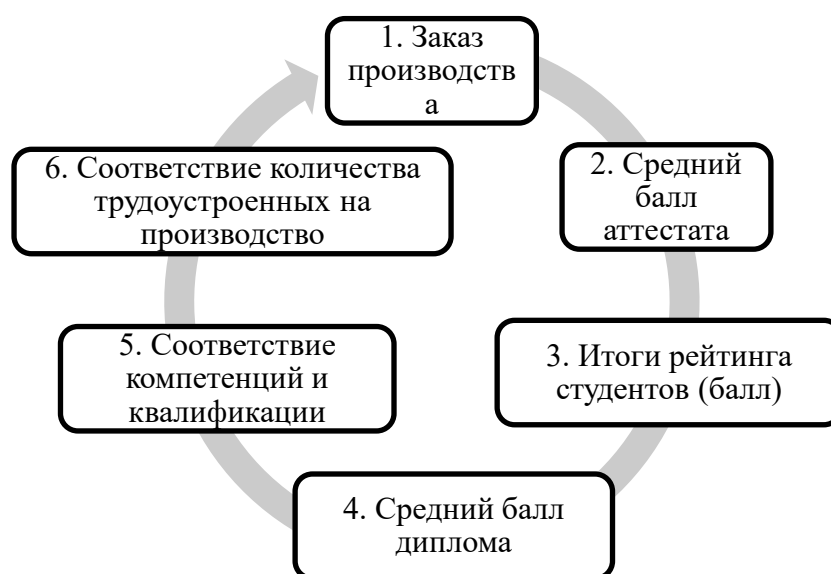 1. Заказ
производств
а
2. Средний
балл
аттестата
3. Итоги рейтинга
студентов (балл)
4. Средний балл
диплома
5. Соответствие
компетенций и
квалификации
6. Соответствие количества
трудоустроенных на
производство